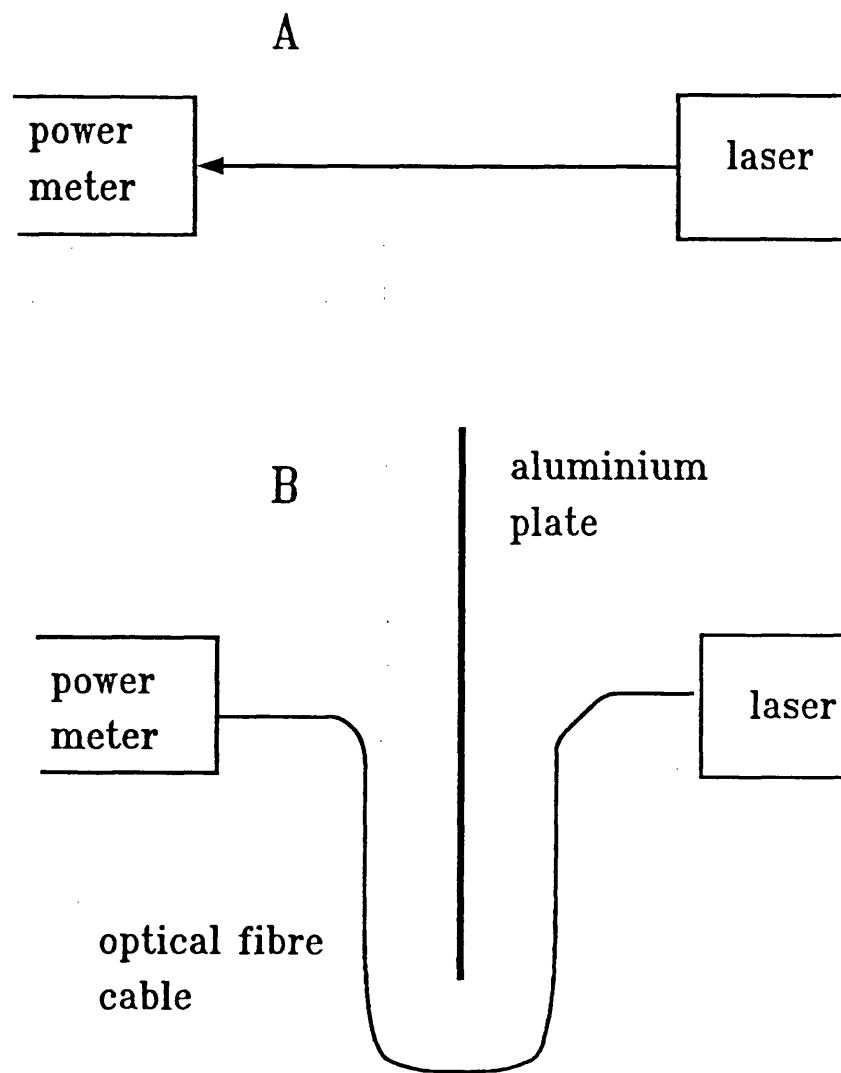 A
power
meter
laser
B
aluminium
plate
power
meter
laser
optical fibre
cable